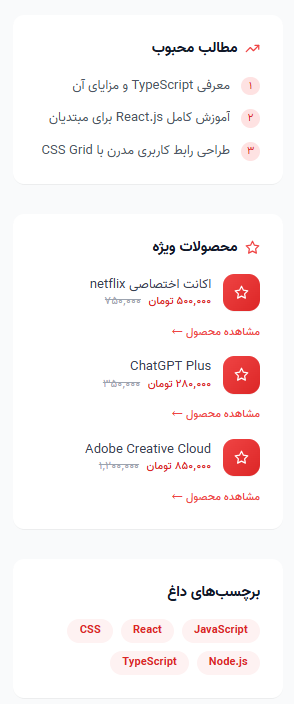 مطالب محبوب
۱ معرفی TypeScript و مزایای آن
۲ آموزش کامل React.js برای مبتدیان
۳ طراحی رابط کاربری مدرن با CSS Grid
محصولات ویژه
اکانت اختصاصی netflix
۵۰۰,۰۰۰ تومان ۷۵۰,۰۰۰
مشاهده محصول ←
ChatGPT Plus
۲۸۰,۰۰۰ تومان ۳۵۰,۰۰۰
مشاهده محصول ←
Adobe Creative Cloud
۸۵۰,۰۰۰ تومان ۱,۲۰۰,۰۰۰
مشاهده محصول ←
برچسب‌های داغ
JavaScript React CSS
Node.js TypeScript